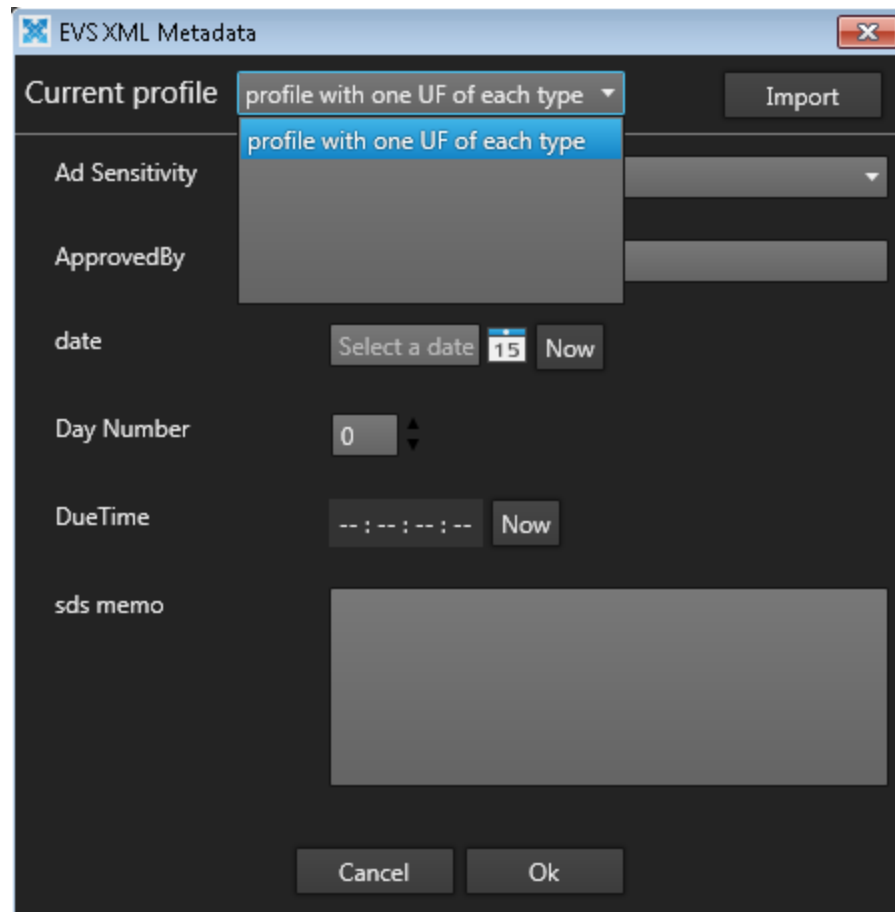 EVS XML Metadata
Current profile profile with one UF of each type Import
profile with one UF of each type
Ad Sensitivity
ApprovedBy
date Select a date 15 Now
Day Number 0
DueTime -- : -- : -- : -- Now
sds memo
Cancel Ok